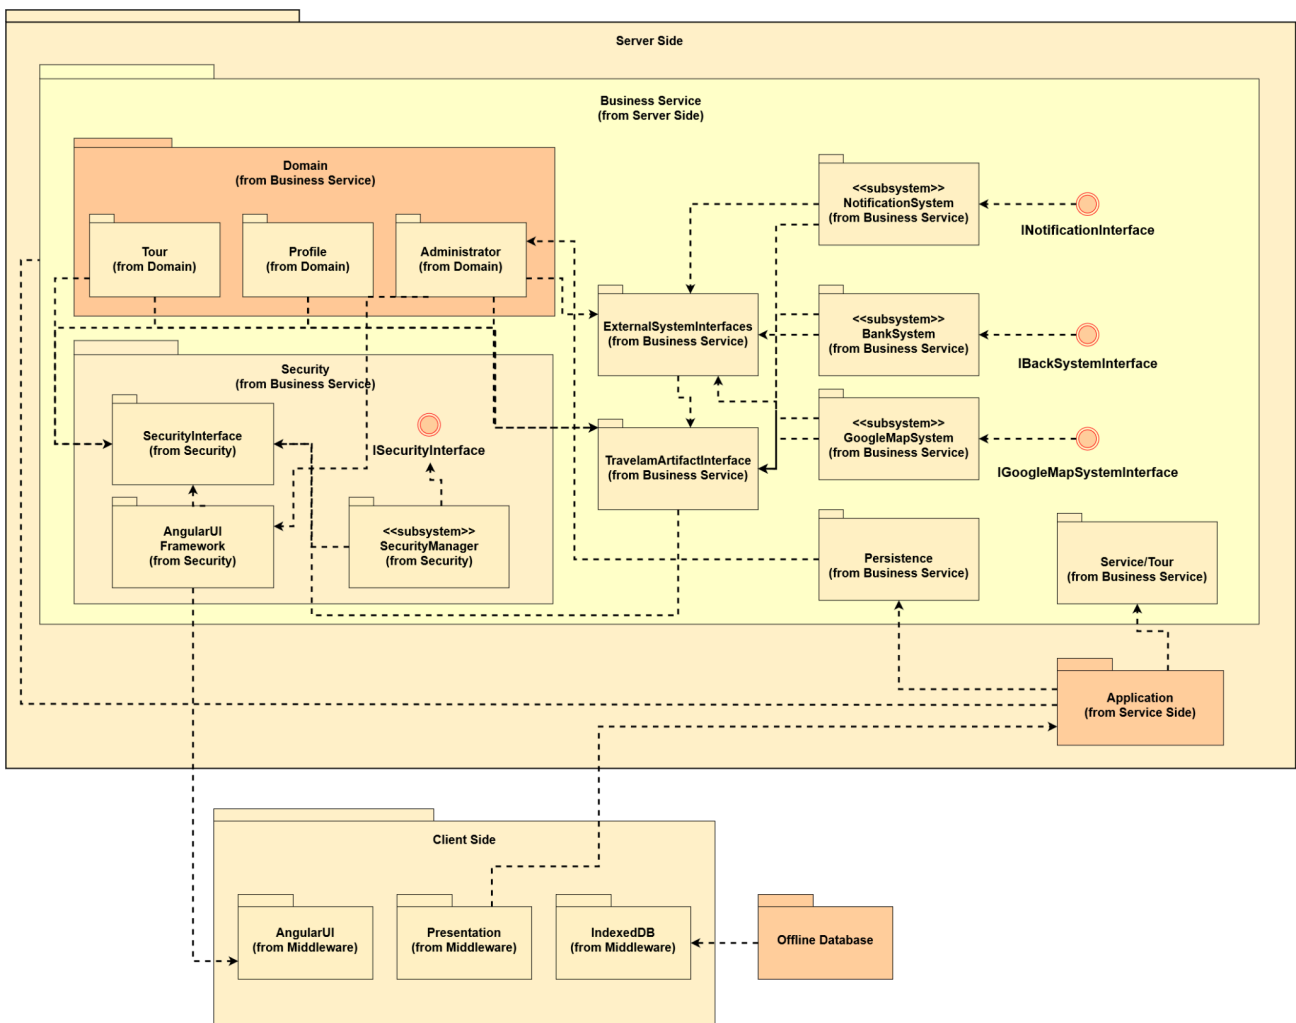 Server Side
Business Service
(from Server Side)
Domain
(from Business Service)
Tour
(from Domain)
Profile
(from Domain)
Administrator
(from Domain)
<<subsystem>>
NotificationSystem
(from Business Service)
INotificationInterface
ExternalSystemInterfaces
(from Business Service)
<<subsystem>>
BankSystem
(from Business Service)
IBackSystemInterface
Security
(from Business Service)
SecurityInterface
(from Security)
ISecurityInterface
TravelamArtifactInterface
(from Business Service)
<<subsystem>>
GoogleMapSystem
(from Business Service)
IGoogleMapSystemInterface
AngularUI
Framework
(from Security)
<<subsystem>>
SecurityManager
(from Security)
Persistence
(from Business Service)
Service/Tour
(from Business Service)
Application
(from Service Side)
Client Side
AngularUI
(from Middleware)
Presentation
(from Middleware)
IndexedDB
(from Middleware)
Offline Database